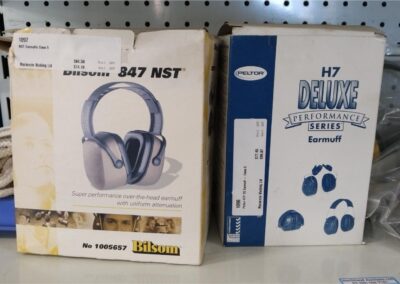 Bilsom 847 NST
Super performance over-the-head earmuff
with uniform attenuation
No 1005657
Bilsom
PELTOR
H7
DELUXE
PERFORMANCE
SERIES
Earmuff